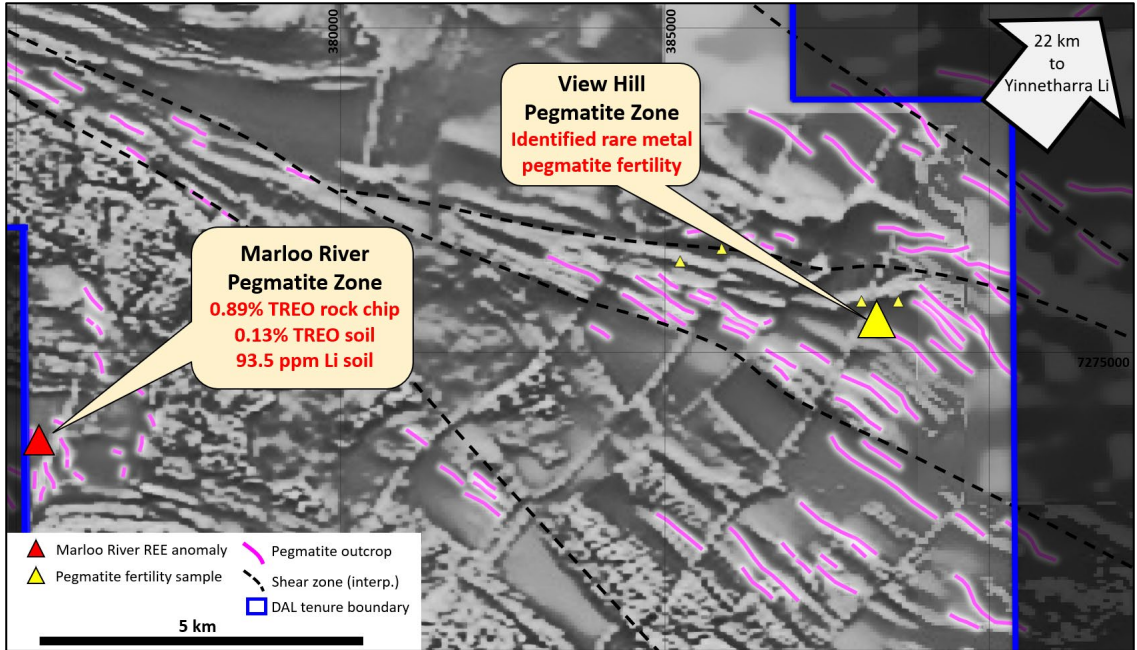 380000
385000
22 km
to
Yinnetharra Li
View Hill
Pegmatite Zone
Identified rare metal
pegmatite fertility
Marloo River
Pegmatite Zone
0.89% TREO rock chip
0.13% TREO soil
93.5 ppm Li soil
7275000
Marloo River REE anomaly
Pegmatite fertility sample
Pegmatite outcrop
Shear zone (interp.)
DAL tenure boundary
5 km